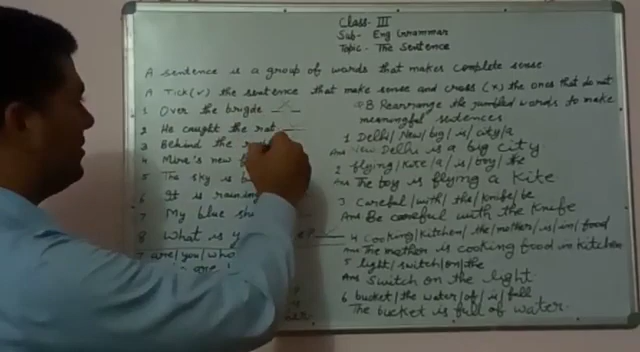 Class- III
Sub- Eng Grammar
Topic- The Sentence
A sentence is a group of words that makes complete sense
A Tick(✓) the sentence that make sense and cross (x) the ones that do not
1 Over the brigde
2 He caught the rat
3 Behind the
4 Mine's new
5 The sky is
6 It is raining
7 My blue
8 What is
?
9 are/you/who
B Rearrange the jumbled words to make
meaningful sentences
1 Delhi/New/big/is/city/a
Ans New Delhi is a big city
2 flying/kite/a/is/boy/the
Ans The boy is flying a kite
3 Careful/with/the/knife/be
Ans Be careful with the knife
4 Cooking/kitchen/the/mother/is/in/food
Ans The mother is cooking food in kitchen
5 light/switch/on/the
Ans Switch on the light.
6 bucket/the water/of/is/full
The bucket is full of water.